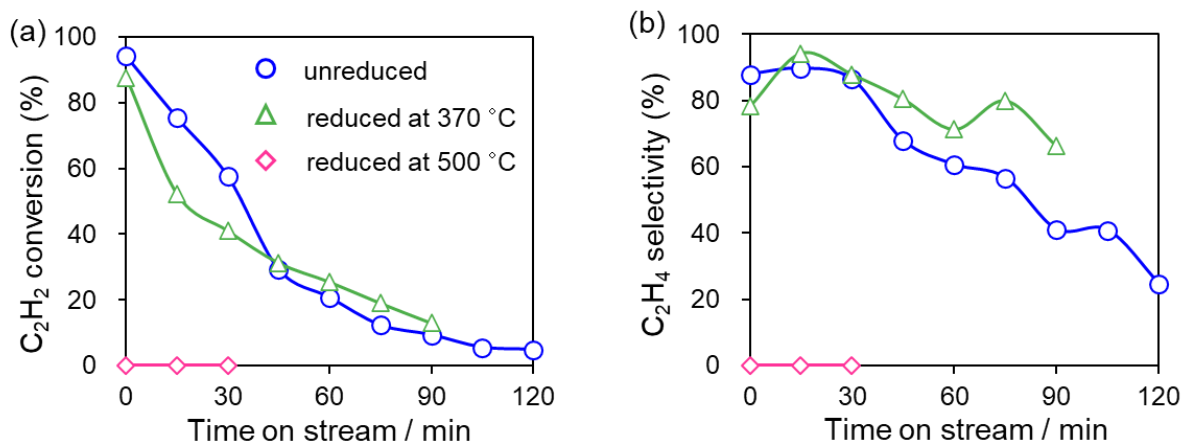 (a)
C₂H₂ conversion (%)
100
80
60
40
20
0
unreduced
reduced at 370 °C
reduced at 500 °C
0 30 60 90 120
Time on stream / min
(b)
C₂H₄ selectivity (%)
100
80
60
40
20
0
0 30 60 90 120
Time on stream / min